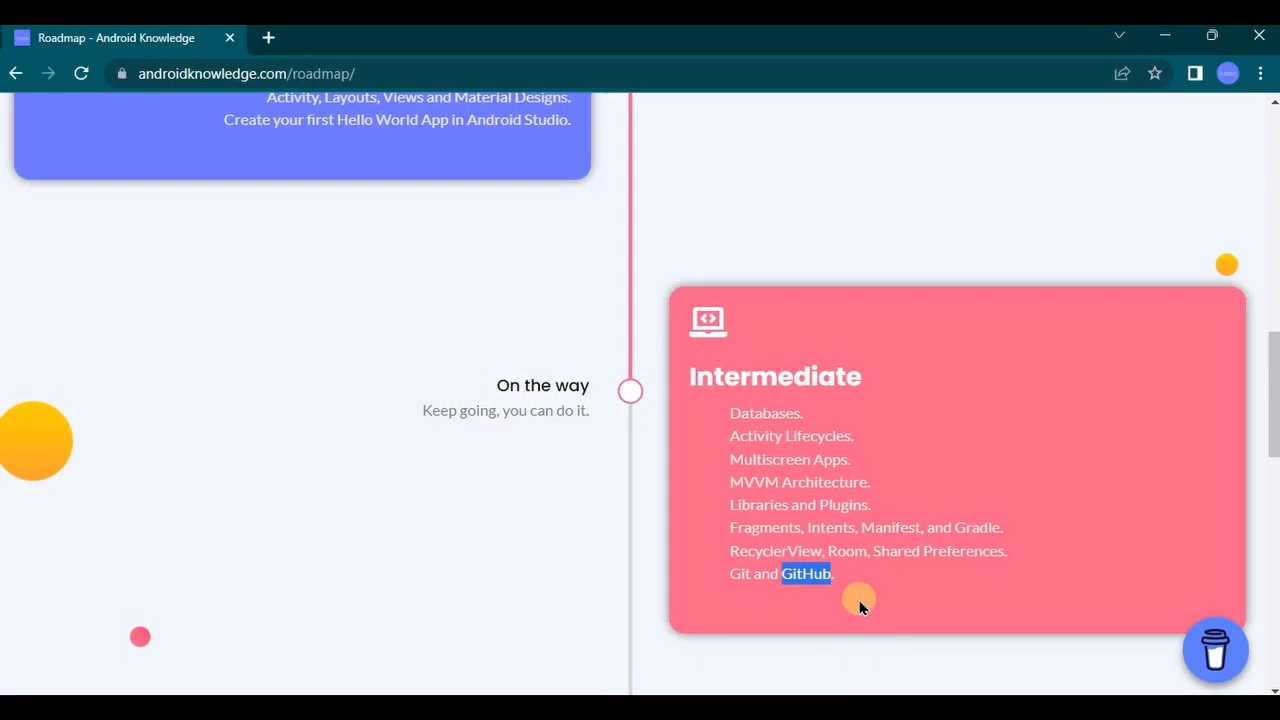 Roadmap - Android Knowledge
androidknowledge.com/roadmap/
Activity, Layouts, Views and Material Designs.
Create your first Hello World App in Android Studio.
On the way
Keep going, you can do it.
Intermediate
Databases.
Activity Lifecycles.
Multiscreen Apps.
MVVM Architecture.
Libraries and Plugins.
Fragments, Intents, Manifest, and Gradle.
RecyclerView, Room, Shared Preferences.
Git and GitHub.